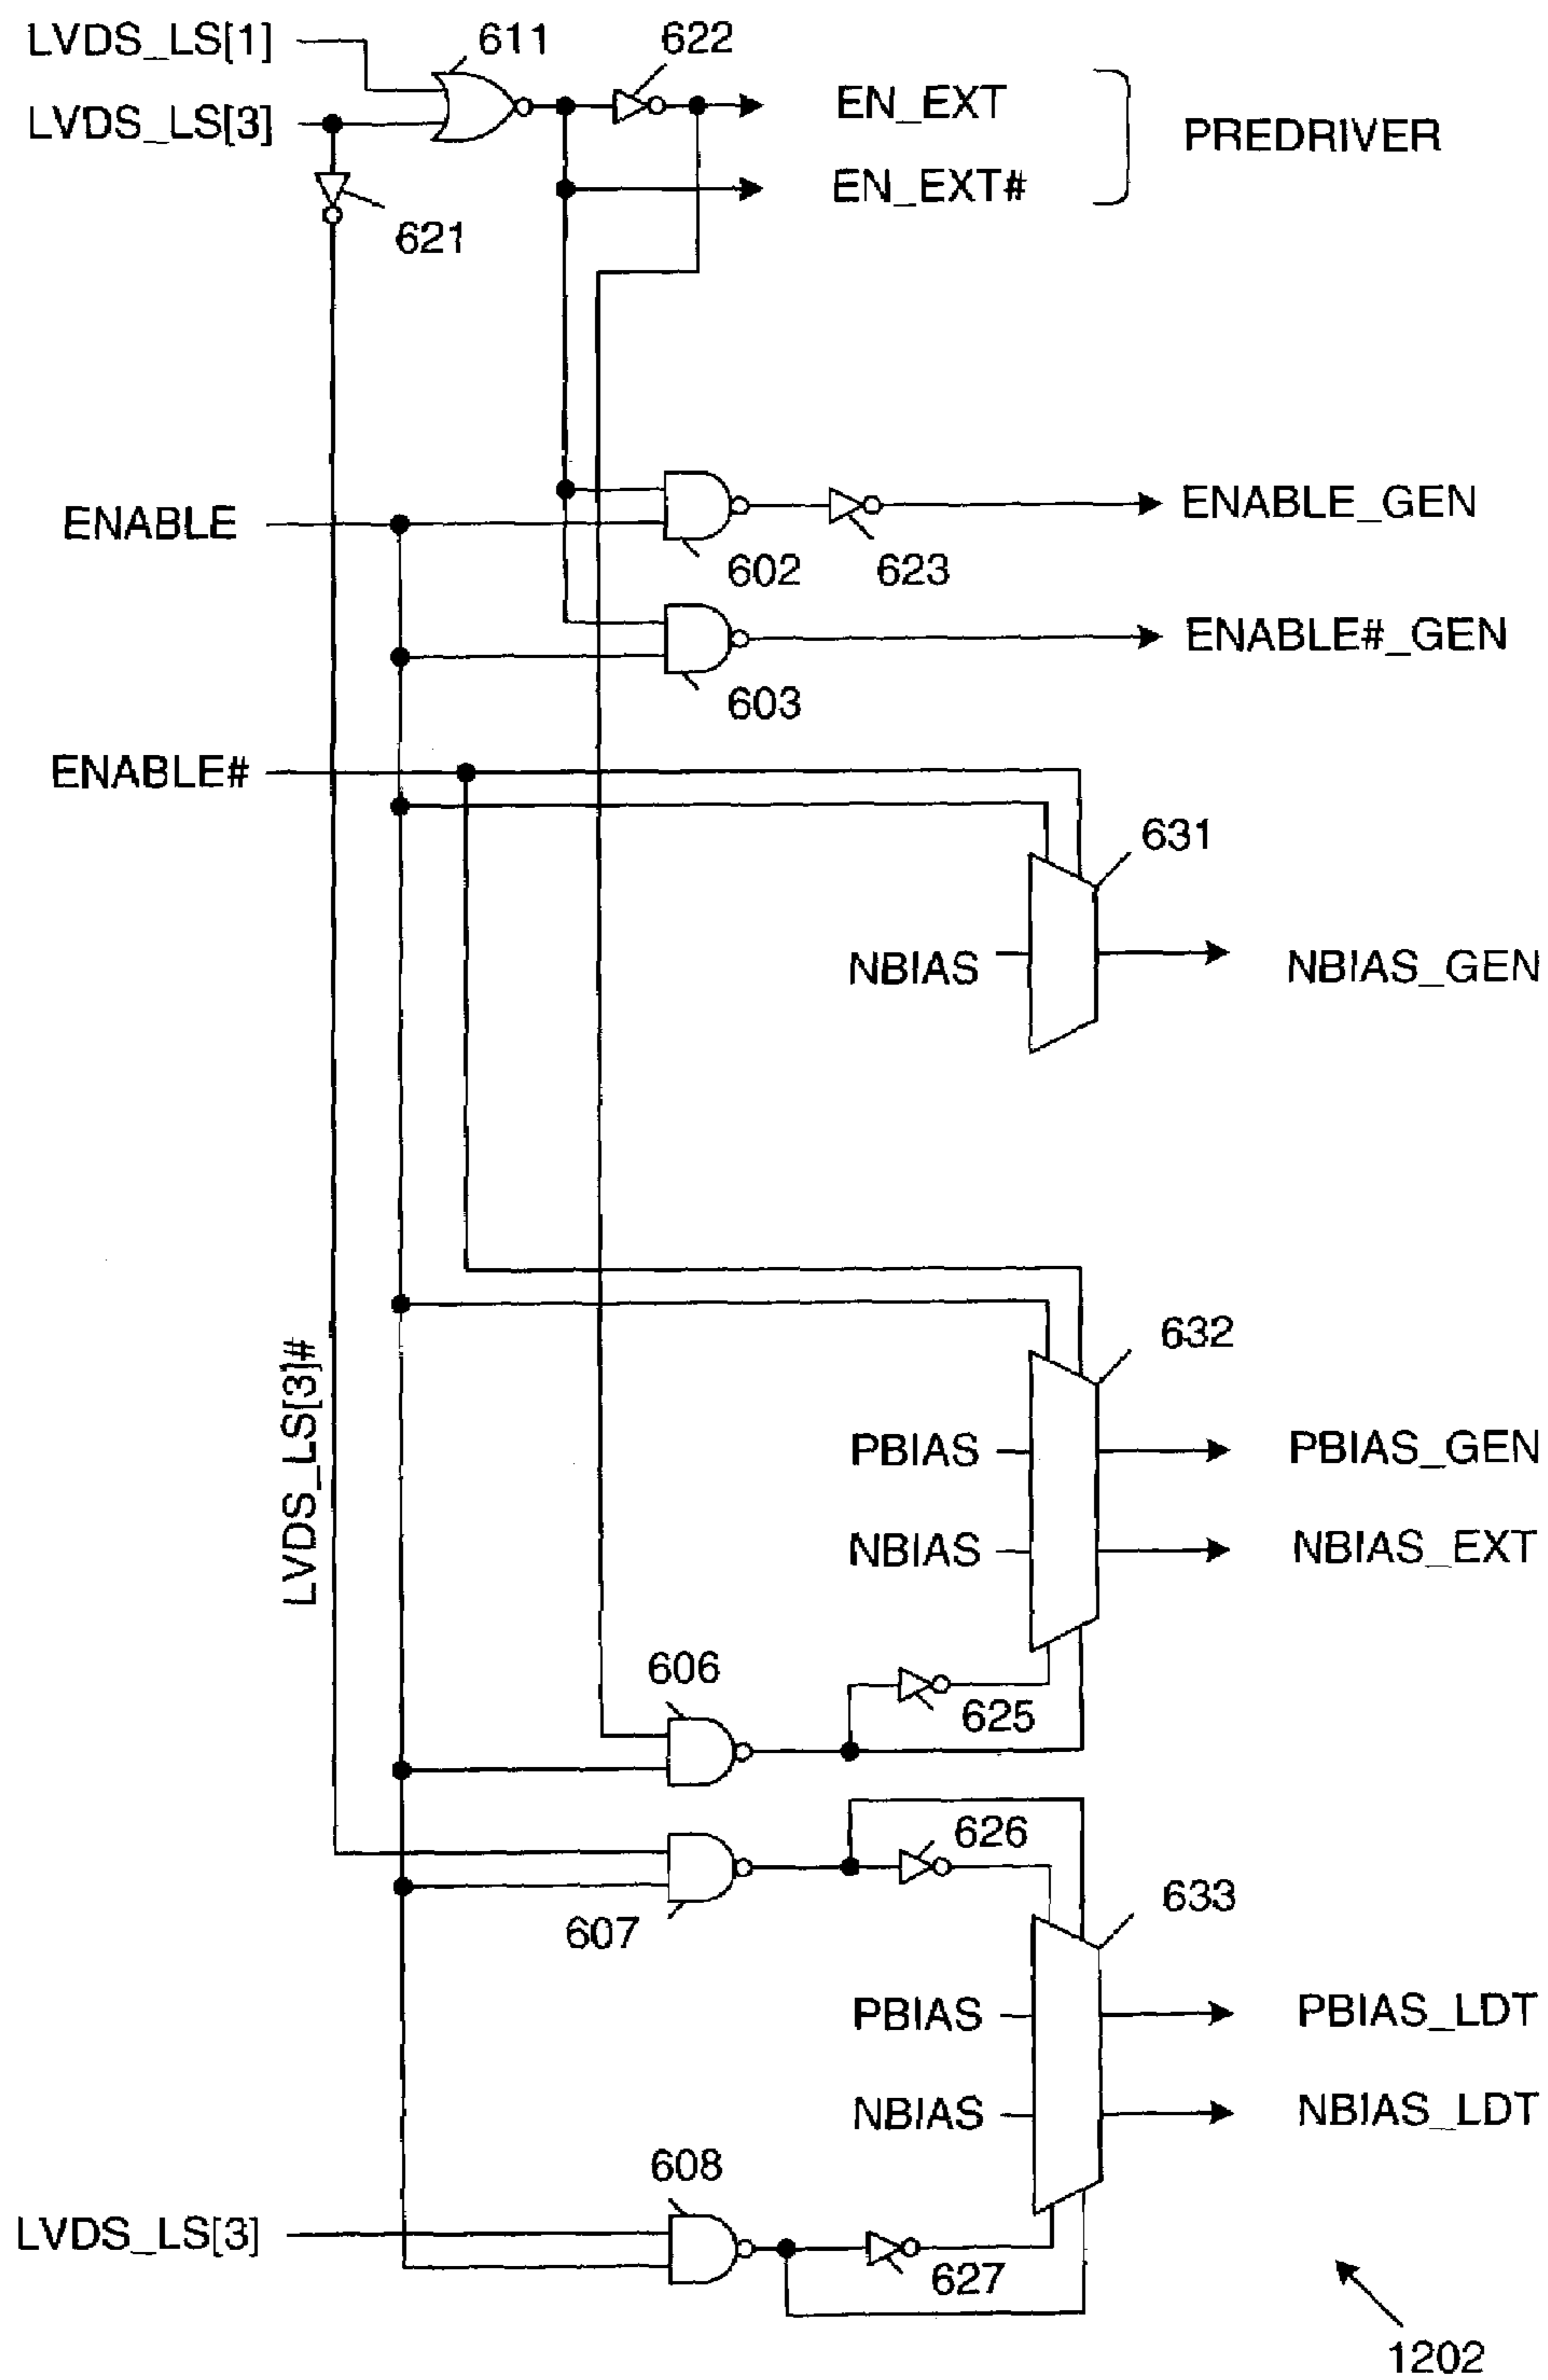 LVDS_LS[1]
611
622
EN_EXT
LVDS_LS[3]
PREDRIVER
EN_EXT#
621
ENABLE
ENABLE_GEN
602
623
ENABLE#_GEN
603
ENABLE#
631
NBIAS
NBIAS_GEN
632
LVDS_LS[3]#
PBIAS
PBIAS_GEN
NBIAS
NBIAS_EXT
606
625
626
633
607
PBIAS
PBIAS_LDT
NBIAS
NBIAS_LDT
608
LVDS_LS[3]
627
1202